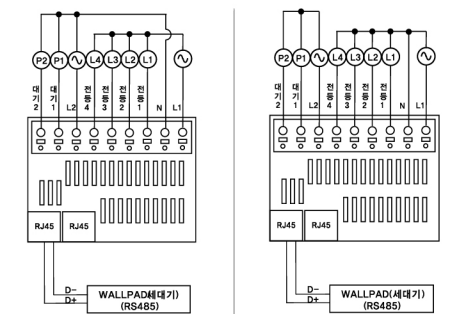 P2 P1 L4 L3 L2 L1
대기2 대기1 L2 전등4 전등3 전등2 전등1 N L1
RJ45 RJ45
D-
D+
WALLPAD(세대기)
(RS485)
P2 P1 L4 L3 L2 L1
대기2 대기1 L2 전등4 전등3 전등2 전등1 N L1
RJ45 RJ45
D-
D+
WALLPAD(세대기)
(RS485)